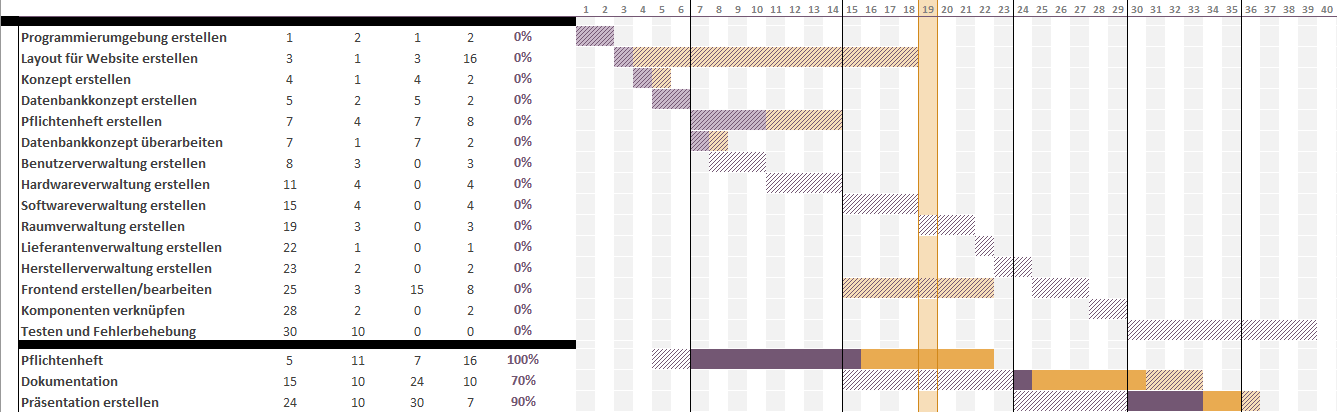 1 2 3 4 5 6 7 8 9 10 11 12 13 14 15 16 17 18 19 20 21 22 23 24 25 26 27 28 29 30 31 32 33 34 35 36 37 38 39 40
Programmierumgebung erstellen 1 2 1 2 0%
Layout für Website erstellen 3 1 3 16 0%
Konzept erstellen 4 1 4 2 0%
Datenbankkonzept erstellen 5 2 5 2 0%
Pflichtenheft erstellen 7 4 7 8 0%
Datenbankkonzept überarbeiten 7 1 7 2 0%
Benutzerverwaltung erstellen 8 3 0 3 0%
Hardwareverwaltung erstellen 11 4 0 4 0%
Softwareverwaltung erstellen 15 4 0 4 0%
Raumverwaltung erstellen 19 3 0 3 0%
Lieferantenverwaltung erstellen 22 1 0 1 0%
Herstellerverwaltung erstellen 23 2 0 2 0%
Frontend erstellen/bearbeiten 25 3 15 8 0%
Komponenten verknüpfen 28 2 0 2 0%
Testen und Fehlerbehebung 30 10 0 0 0%
Pflichtenheft 5 11 7 16 100%
Dokumentation 15 10 24 10 70%
Präsentation erstellen 24 10 30 7 90%